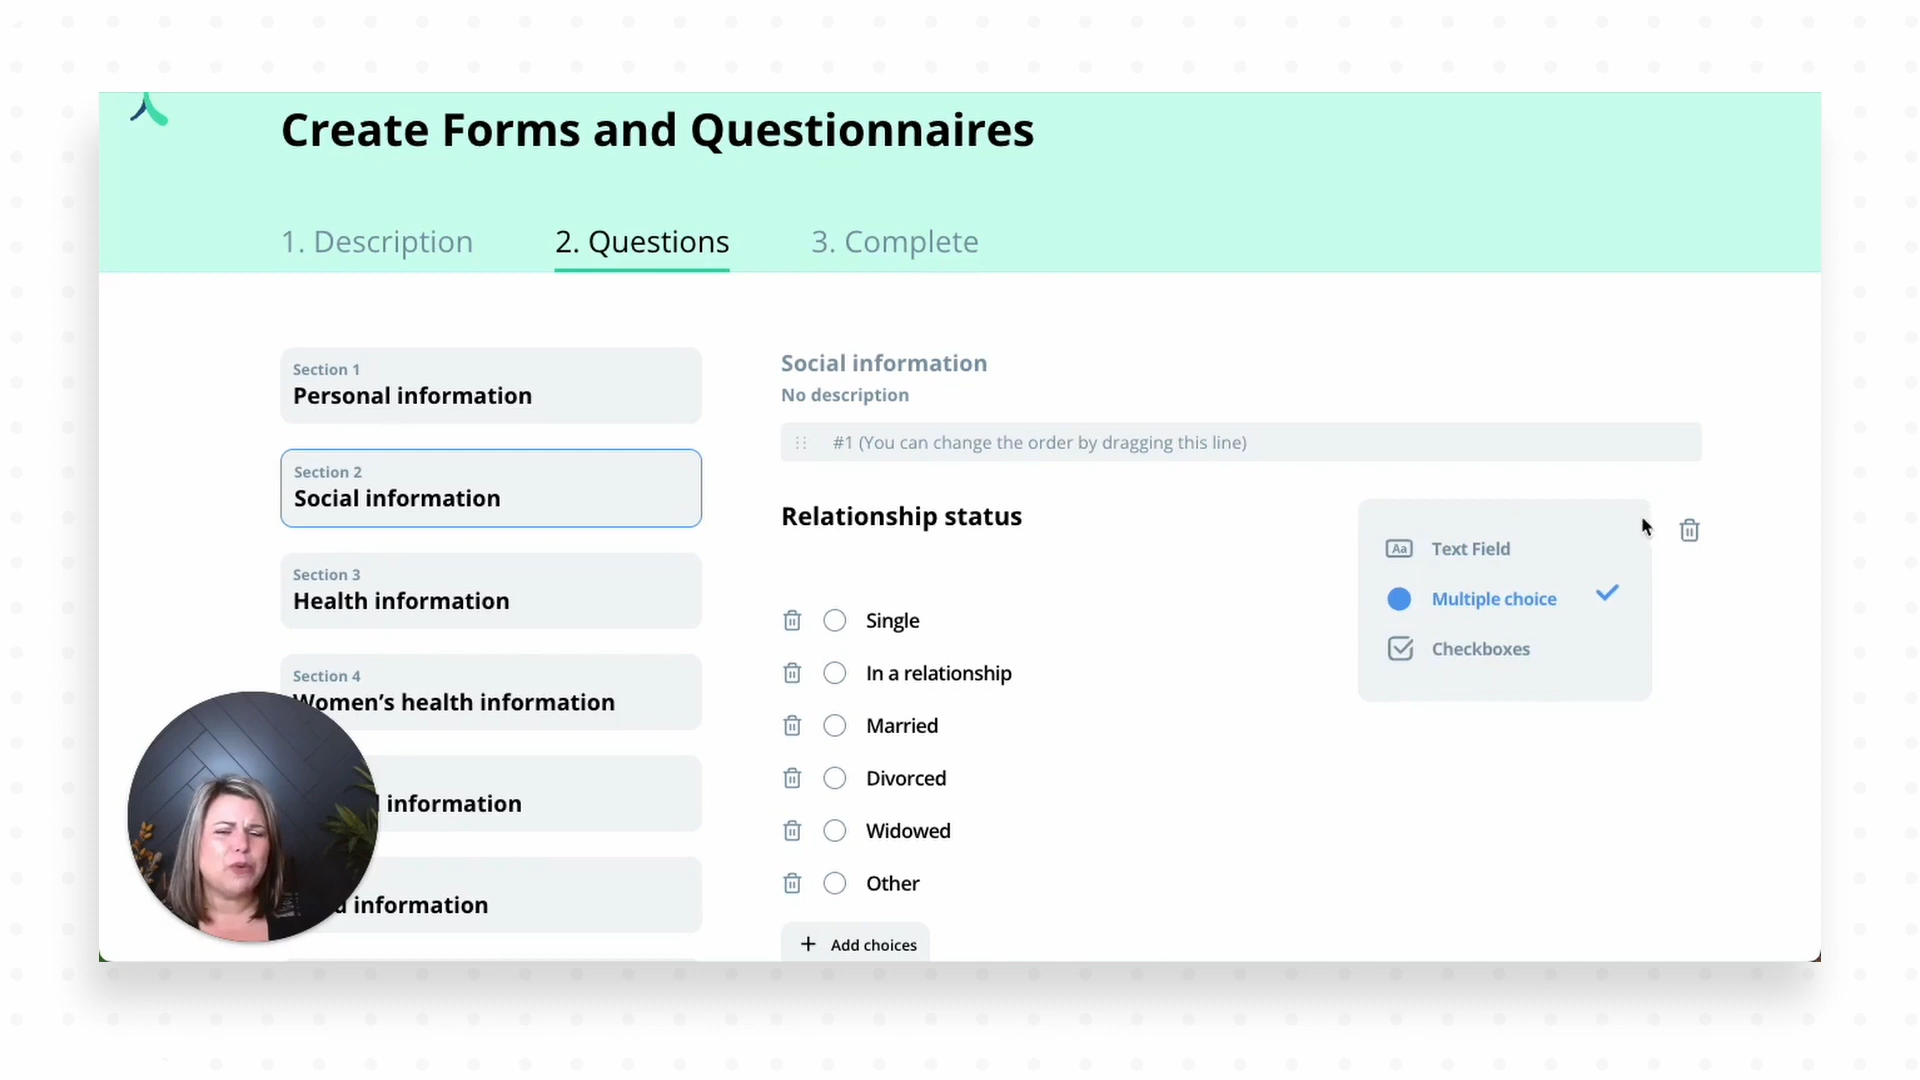 Create Forms and Questionnaires
1. Description
2. Questions
3. Complete
Section 1
Personal information
Section 2
Social information
Section 3
Health information
Section 4
Women’s health information
information
information
Social information
No description
#1 (You can change the order by dragging this line)
Relationship status
Single
In a relationship
Married
Divorced
Widowed
Other
Add choices
Aa Text Field
Multiple choice
Checkboxes